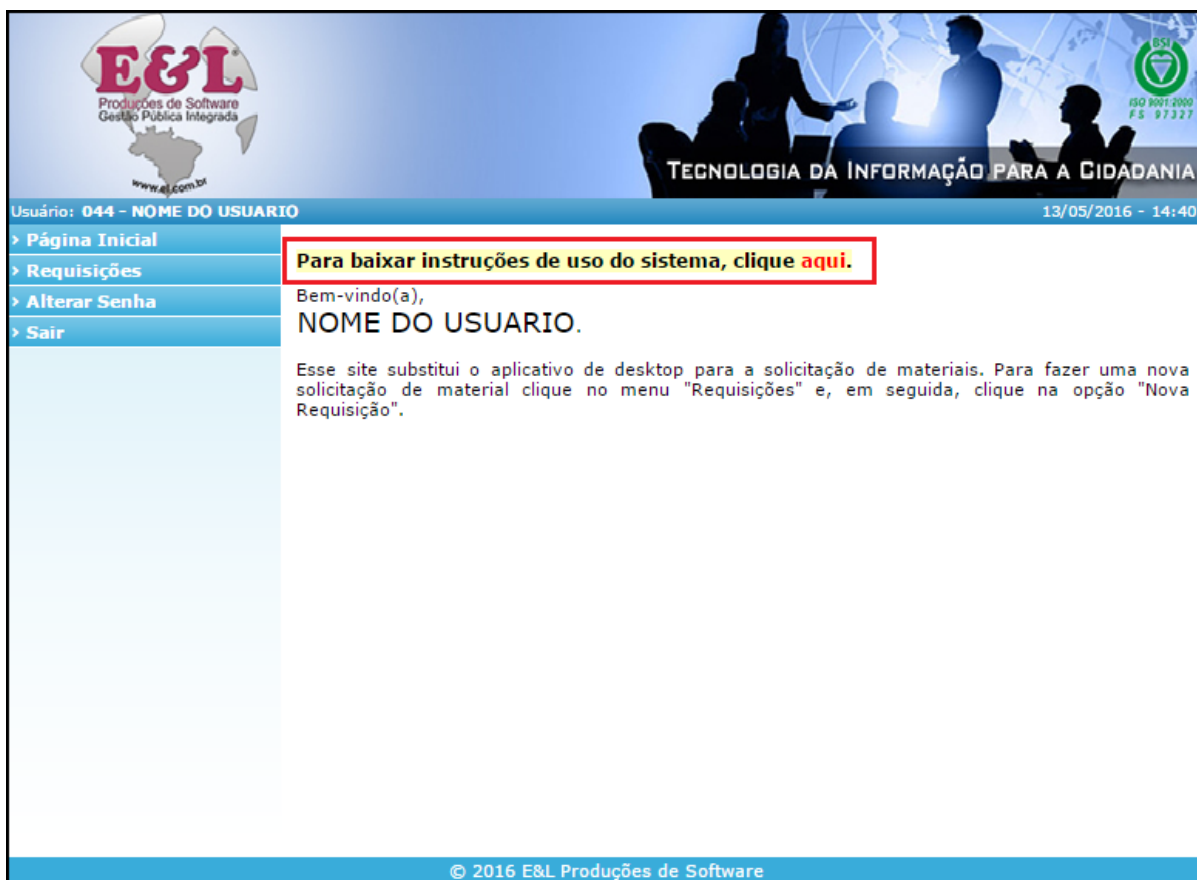 E&L
Produções de Software
Gestão Pública Integrada
www.el.com.br
BSI
ISO 9001:2000
FS 97327
TECNOLOGIA DA INFORMAÇÃO PARA A CIDADANIA
Usuário: 044 - NOME DO USUARIO
13/05/2016 - 14:40
› Página Inicial
› Requisições
› Alterar Senha
› Sair
Para baixar instruções de uso do sistema, clique aqui.
Bem-vindo(a),
NOME DO USUARIO.
Esse site substitui o aplicativo de desktop para a solicitação de materiais. Para fazer uma nova
solicitação de material clique no menu "Requisições" e, em seguida, clique na opção "Nova
Requisição".
© 2016 E&L Produções de Software